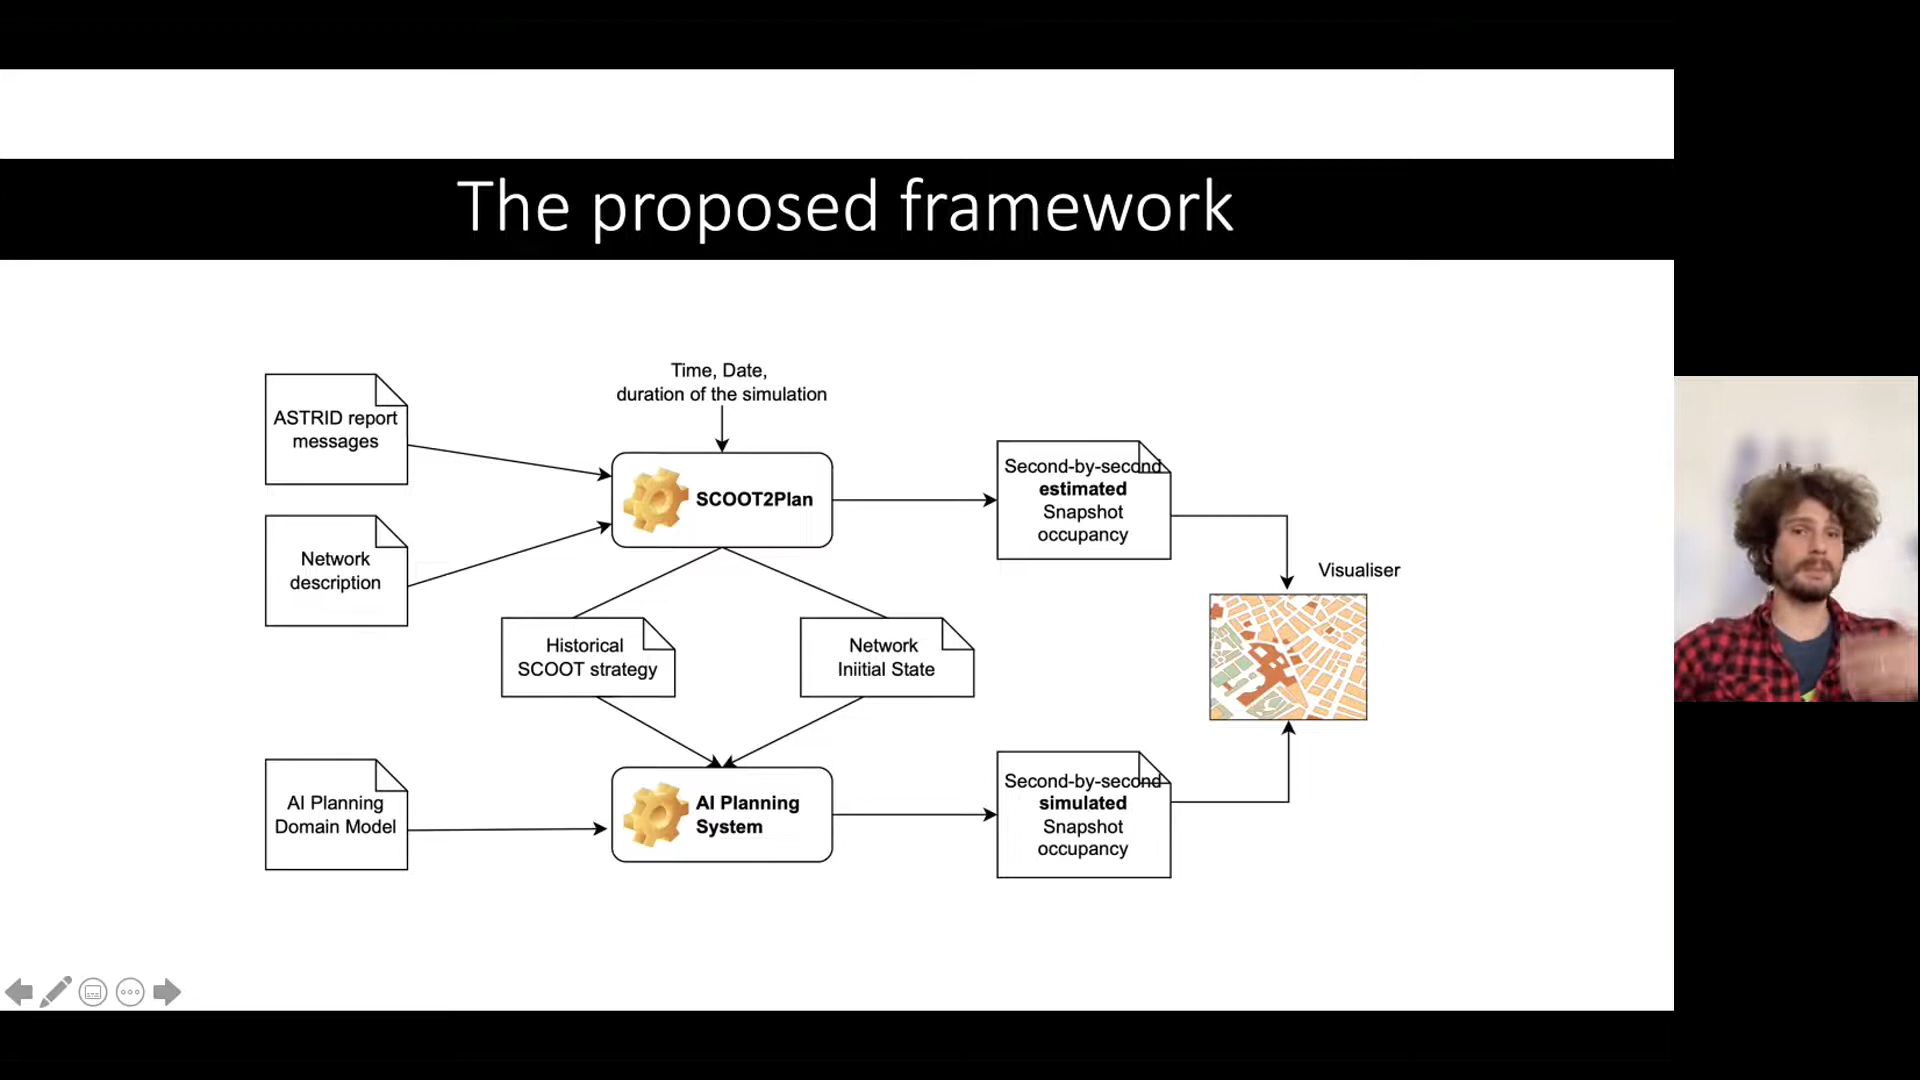 The proposed framework
Time, Date,
duration of the simulation
ASTRID report
messages
SCOOT2Plan
Second-by-second
estimated
Snapshot
occupancy
Network
description
Visualiser
Historical
SCOOT strategy
Network
Iniitial State
AI Planning
Domain Model
AI Planning
System
Second-by-second
simulated
Snapshot
occupancy